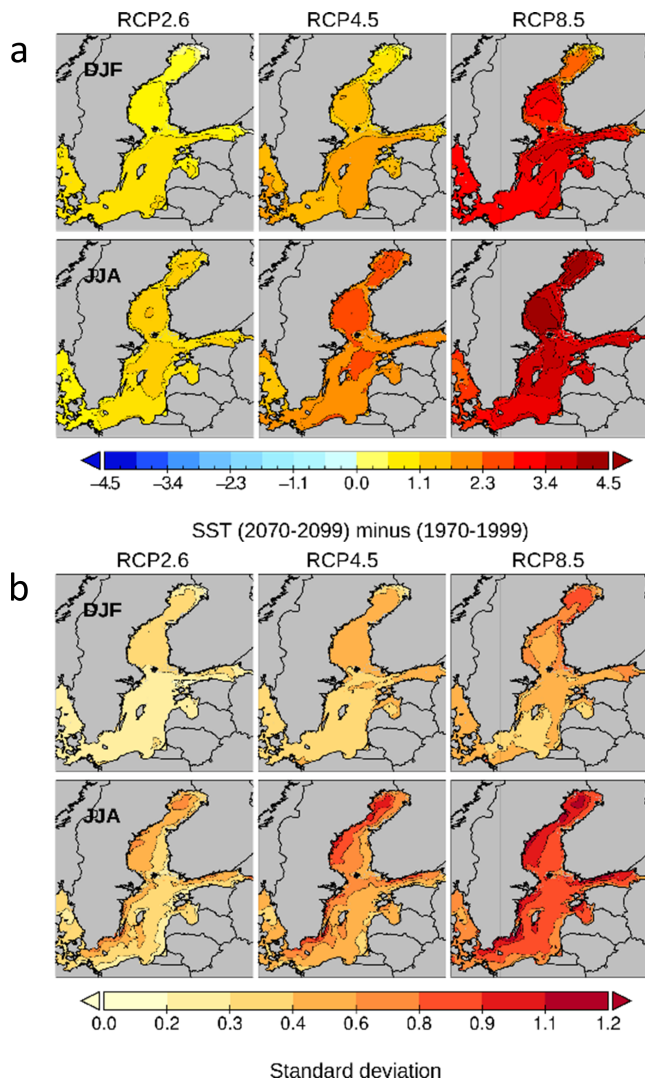 a
RCP2.6 RCP4.5 RCP8.5
DJF
JJA
−4.5 −3.4 −2.3 −1.1 0.0 1.1 2.3 3.4 4.5
SST (2070-2099) minus (1970-1999)
b
RCP2.6 RCP4.5 RCP8.5
DJF
JJA
0.0 0.2 0.3 0.4 0.6 0.8 0.9 1.1 1.2
Standard deviation